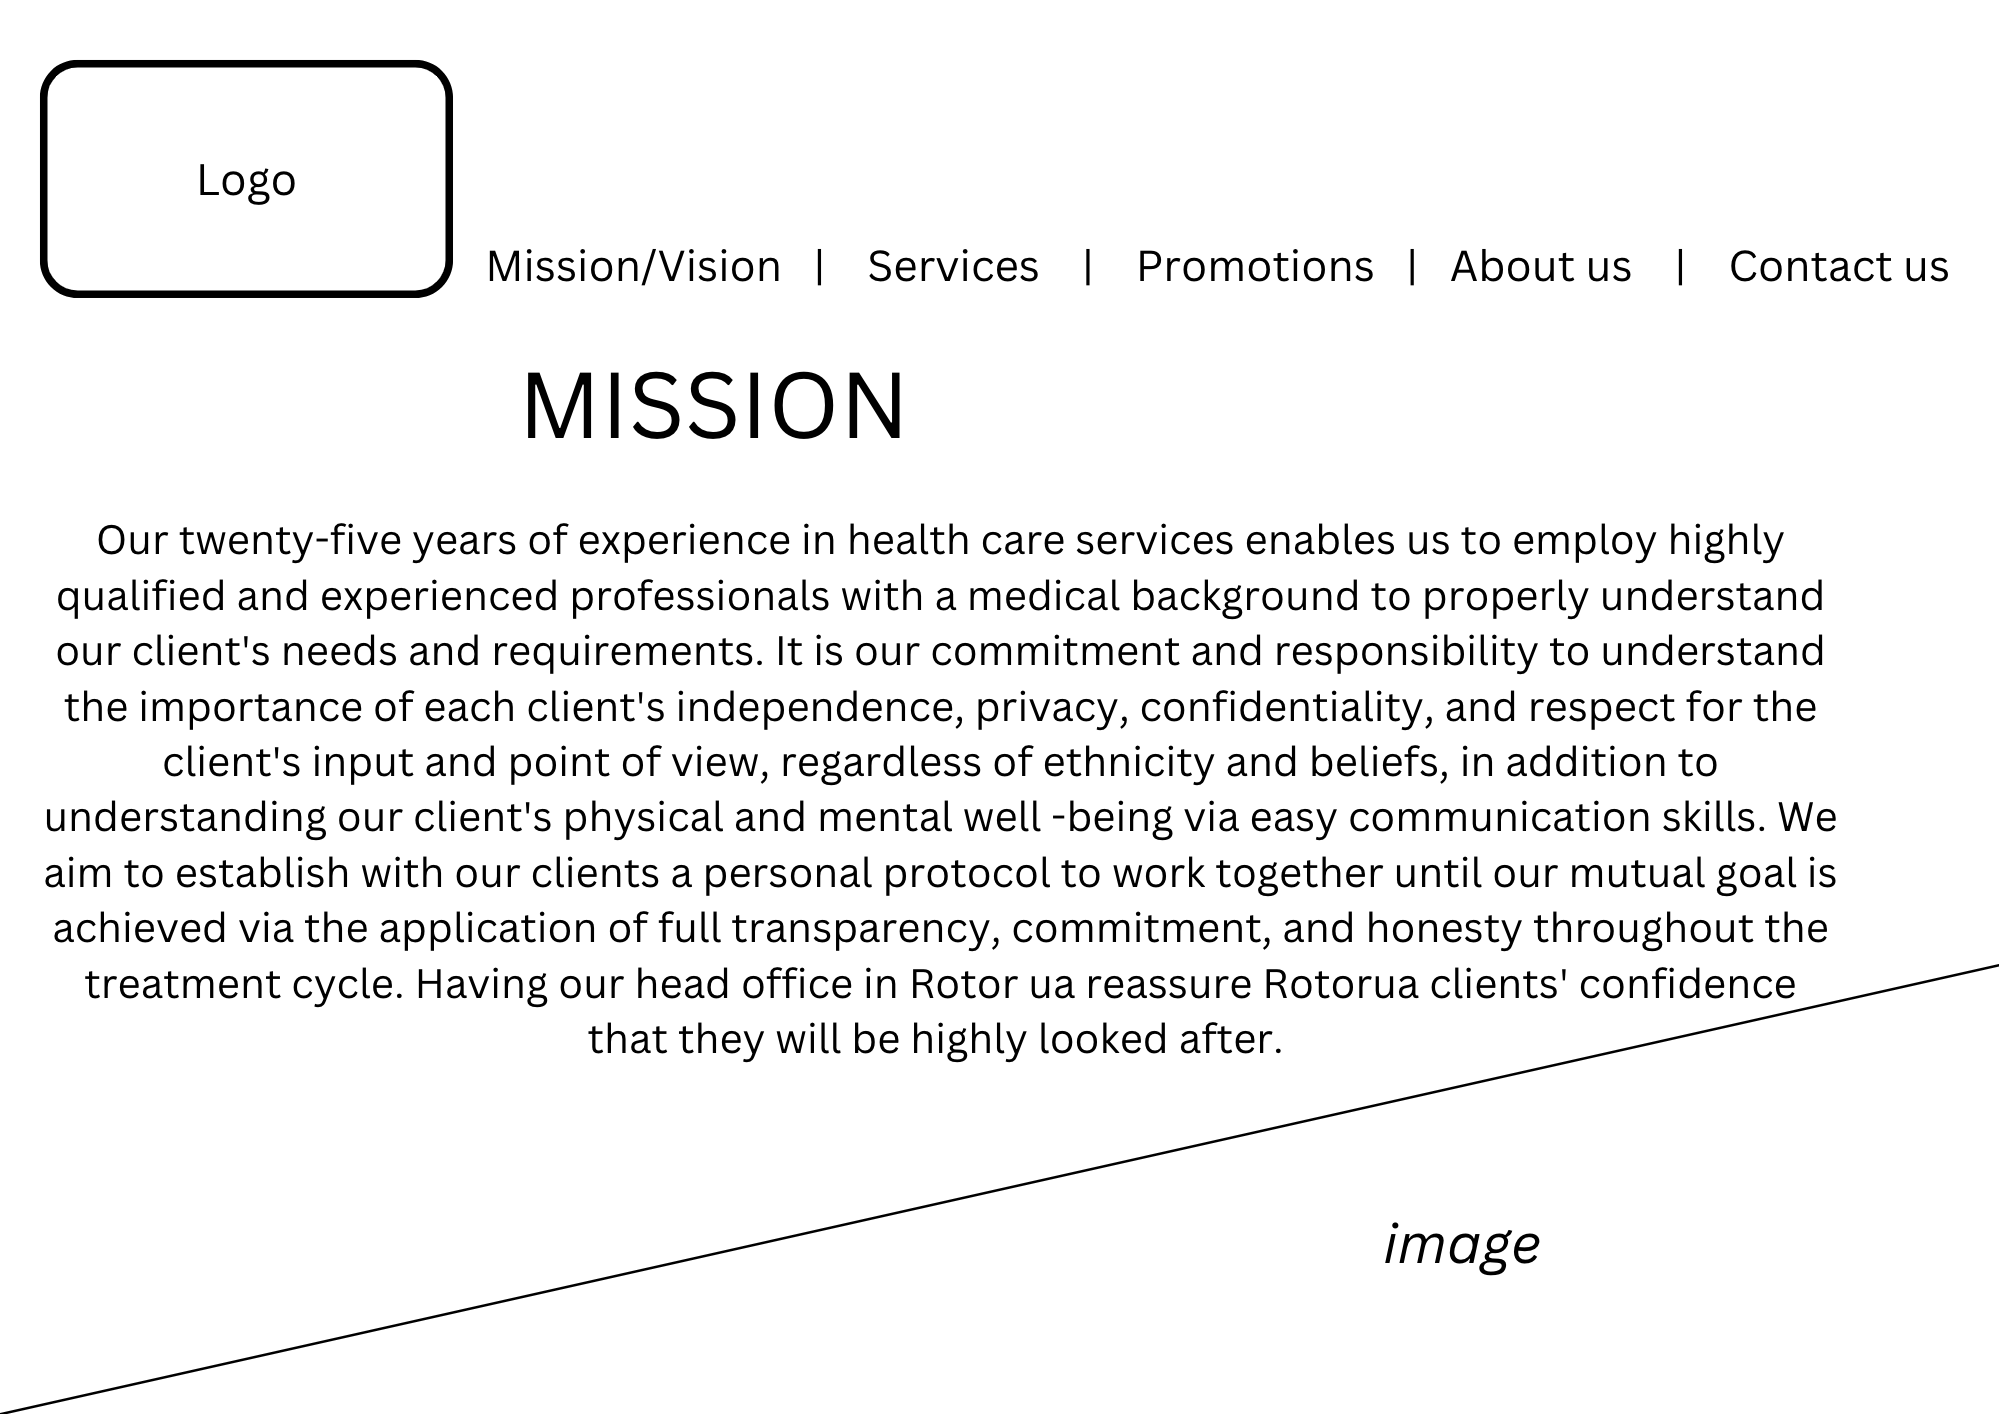 Logo
Mission/Vision | Services | Promotions | About us | Contact us
MISSION
Our twenty-five years of experience in health care services enables us to employ highly
qualified and experienced professionals with a medical background to properly understand
our client's needs and requirements. It is our commitment and responsibility to understand
the importance of each client's independence, privacy, confidentiality, and respect for the
client's input and point of view, regardless of ethnicity and beliefs, in addition to
understanding our client's physical and mental well -being via easy communication skills. We
aim to establish with our clients a personal protocol to work together until our mutual goal is
achieved via the application of full transparency, commitment, and honesty throughout the
treatment cycle. Having our head office in Rotor ua reassure Rotorua clients' confidence
that they will be highly looked after.
image